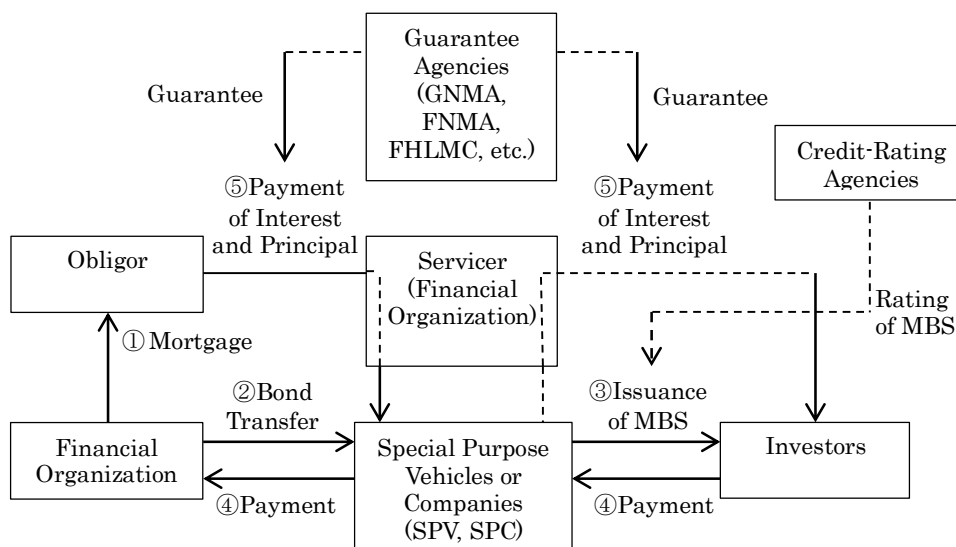 Guarantee
Agencies
(GNMA,
FNMA,
FHLMC, etc.)
Guarantee
Guarantee
Credit-Rating
Agencies
⑤Payment
of Interest
and Principal
⑤Payment
of Interest
and Principal
Obligor
Servicer
(Financial
Organization)
Rating
of MBS
① Mortgage
②Bond
Transfer
③Issuance
of MBS
Financial
Organization
Special Purpose
Vehicles or
Companies
(SPV, SPC)
Investors
④Payment
④Payment